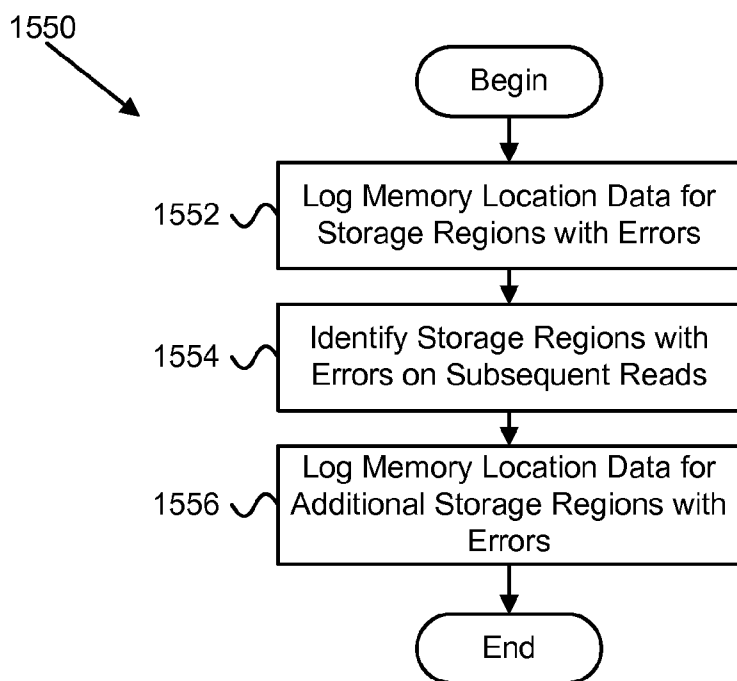 1550
Begin
1552
Log Memory Location Data for
Storage Regions with Errors
1554
Identify Storage Regions with
Errors on Subsequent Reads
1556
Log Memory Location Data for
Additional Storage Regions with
Errors
End